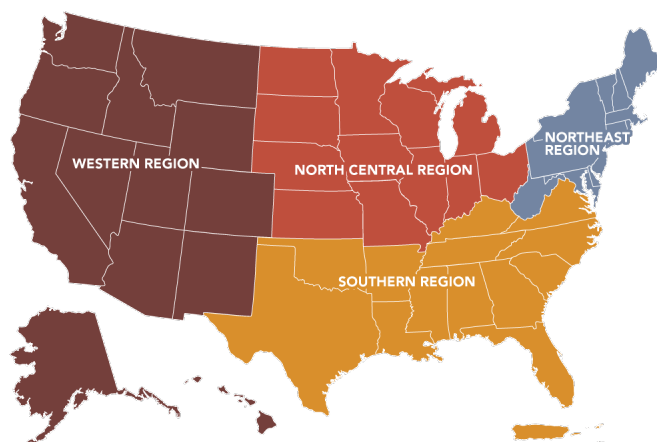 WESTERN REGION
NORTH CENTRAL REGION
NORTHEAST
REGION
SOUTHERN REGION